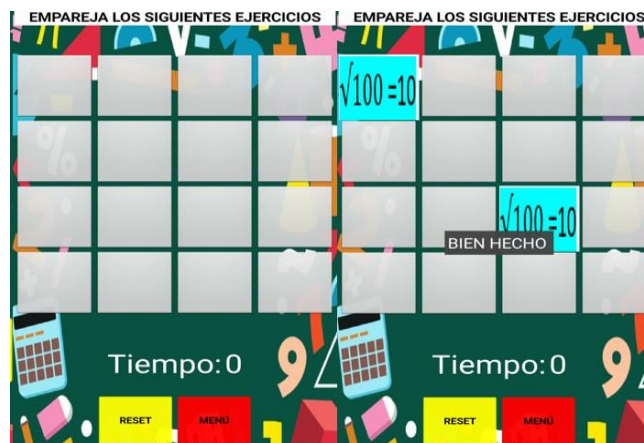 EMPAREJA LOS SIGUIENTES EJERCICIOS
Tiempo:0
RESET
MENÚ
EMPAREJA LOS SIGUIENTES EJERCICIOS
√100 =10
√100 =10
BIEN HECHO
Tiempo:0
RESET
MENÚ